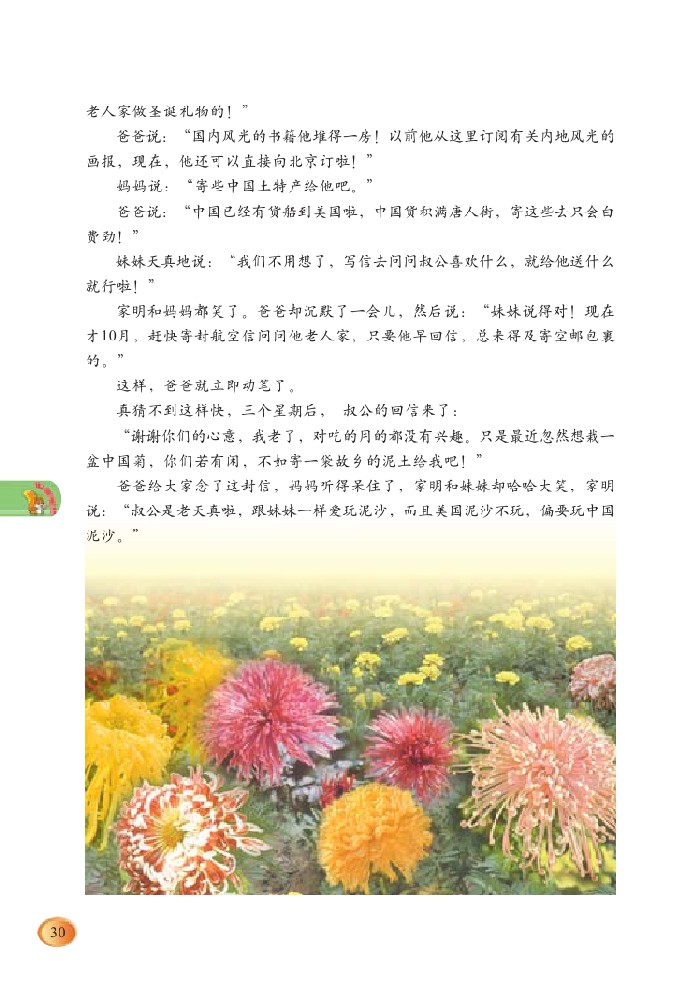 老人家做圣诞礼物的！”
爸爸说：“国内风光的书籍他堆得一房！以前他从这里订阅有关内地风光的
画报，现在，他还可以直接向北京订啦！”
妈妈说：“寄些中国土特产给他吧。”
爸爸说：“中国已经有货船到美国啦，中国货积满唐人街，寄这些去只会白
费劲！”
妹妹天真地说：“我们不用想了，写信去问问叔公喜欢什么，就给他送什么
就行啦！”
家明和妈妈都笑了。爸爸却沉默了一会儿，然后说：“妹妹说得对！现在
才10月，赶快寄封航空信问问他老人家，只要他早回信，总来得及寄空邮包裹
的。”
这样，爸爸就立即动笔了。
真猜不到这样快，三个星期后， 叔公的回信来了：
“谢谢你们的心意，我老了，对吃的用的都没有兴趣。只是最近忽然想栽一
盆中国菊，你们若有闲，不如寄一袋故乡的泥土给我吧！”
爸爸给大家念了这封信，妈妈听得呆住了，家明和妹妹却哈哈大笑，家明
说：“叔公是老天真啦，跟妹妹一样爱玩泥沙，而且美国泥沙不玩，偏要玩中国
泥沙。”
30